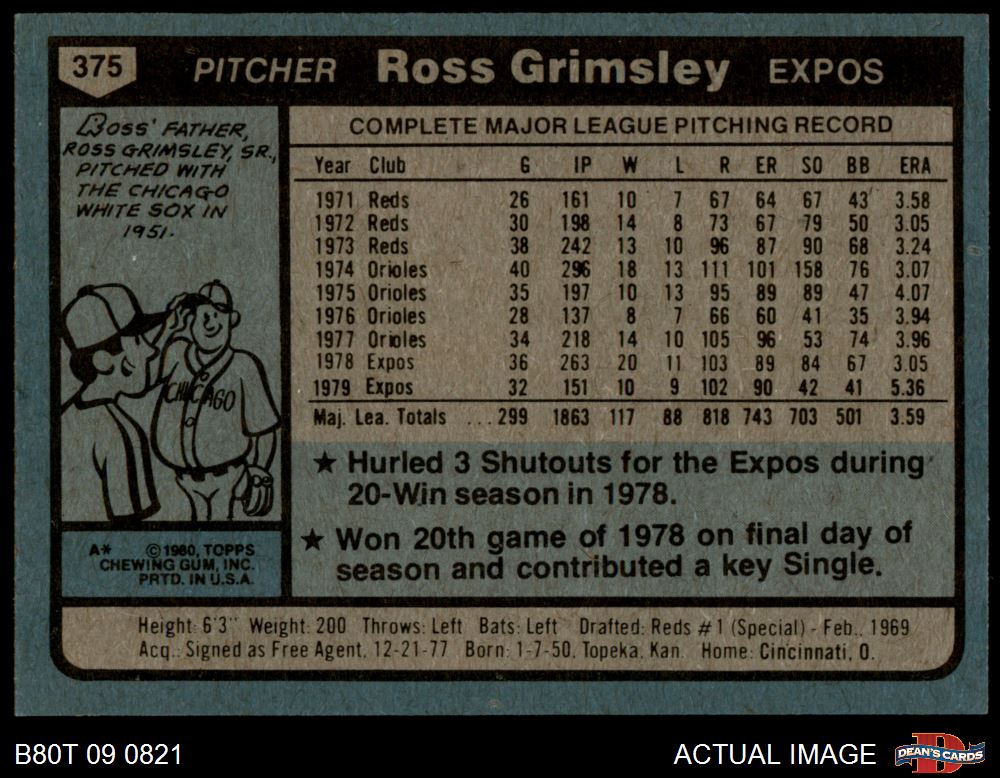 375 PITCHER Ross Grimsley EXPOS
ROSS' FATHER,
ROSS GRIMSLEY, SR.,
PITCHED WITH
THE CHICAGO
WHITE SOX IN
1951.
CHICAGO
A* ©1980, TOPPS
CHEWING GUM, INC.
PRTD. IN U.S.A.
COMPLETE MAJOR LEAGUE PITCHING RECORD
Year Club G IP W L R ER SO BB ERA
1971 Reds 26 161 10 7 67 64 67 43 3.58
1972 Reds 30 198 14 8 73 67 79 50 3.05
1973 Reds 38 242 13 10 96 87 90 68 3.24
1974 Orioles 40 296 18 13 111 101 158 76 3.07
1975 Orioles 35 197 10 13 95 89 89 47 4.07
1976 Orioles 28 137 8 7 66 60 41 35 3.94
1977 Orioles 34 218 14 10 105 96 53 74 3.96
1978 Expos 36 263 20 11 103 89 84 67 3.05
1979 Expos 32 151 10 9 102 90 42 41 5.36
Maj. Lea. Totals ... 299 1863 117 88 818 743 703 501 3.59
★ Hurled 3 Shutouts for the Expos during
20-Win season in 1978.
★ Won 20th game of 1978 on final day of
season and contributed a key Single.
Height: 6'3" Weight: 200 Throws: Left Bats: Left Drafted: Reds #1 (Special) - Feb., 1969
Acq.: Signed as Free Agent, 12-21-77 Born: 1-7-50, Topeka, Kan. Home: Cincinnati, O.
B80T 09 0821 ACTUAL IMAGE DEAN'S CARDS